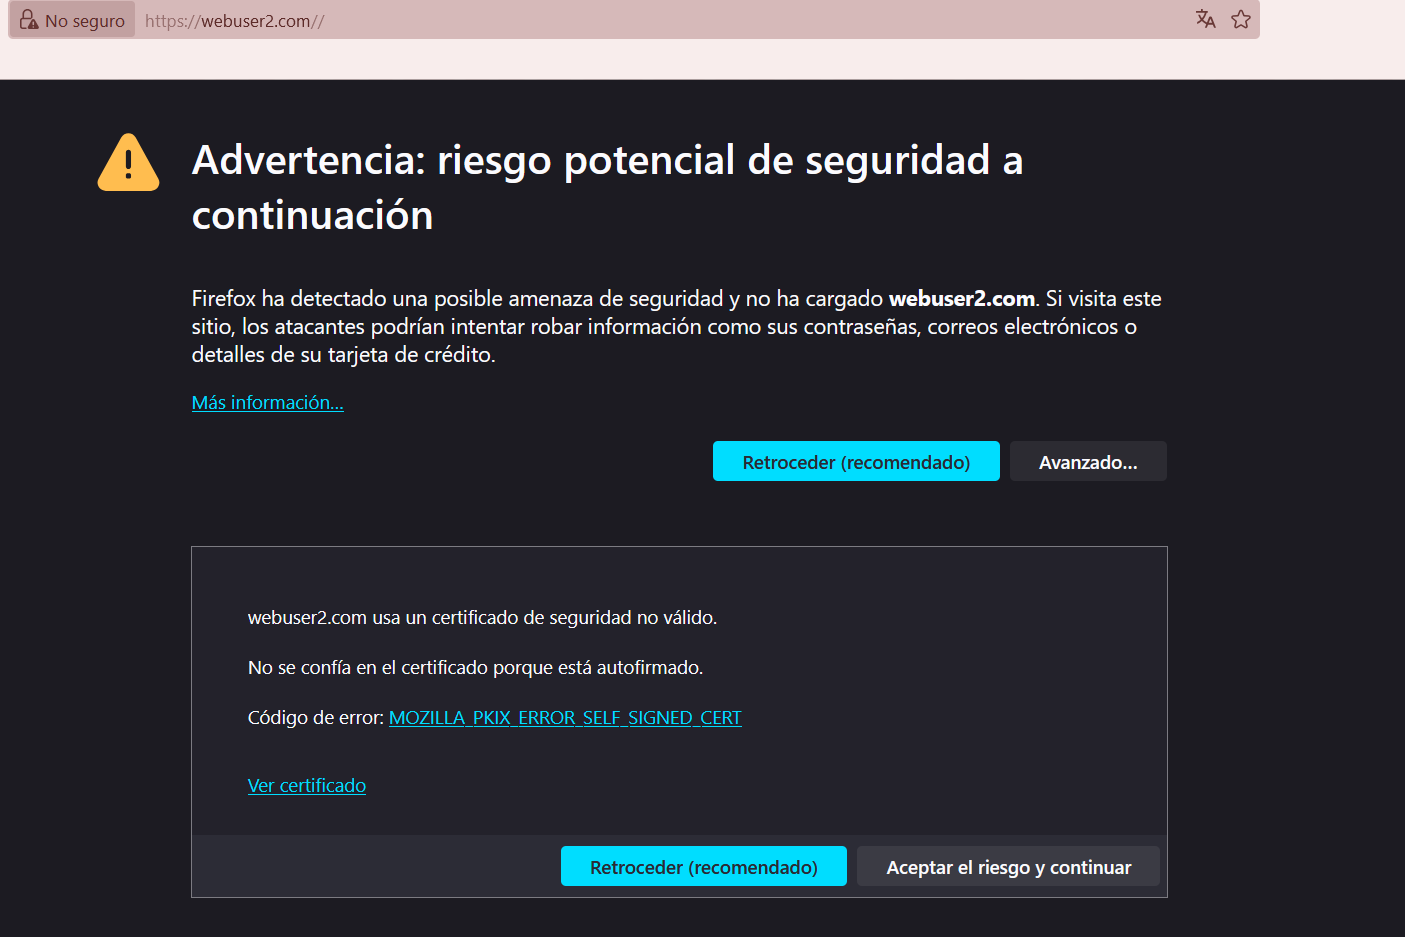 No seguro https://webuser2.com//
Advertencia: riesgo potencial de seguridad a
continuación
Firefox ha detectado una posible amenaza de seguridad y no ha cargado webuser2.com. Si visita este
sitio, los atacantes podrían intentar robar información como sus contraseñas, correos electrónicos o
detalles de su tarjeta de crédito.
Más información...
Retroceder (recomendado) Avanzado...
webuser2.com usa un certificado de seguridad no válido.
No se confía en el certificado porque está autofirmado.
Código de error: MOZILLA_PKIX_ERROR_SELF_SIGNED_CERT
Ver certificado
Retroceder (recomendado) Aceptar el riesgo y continuar